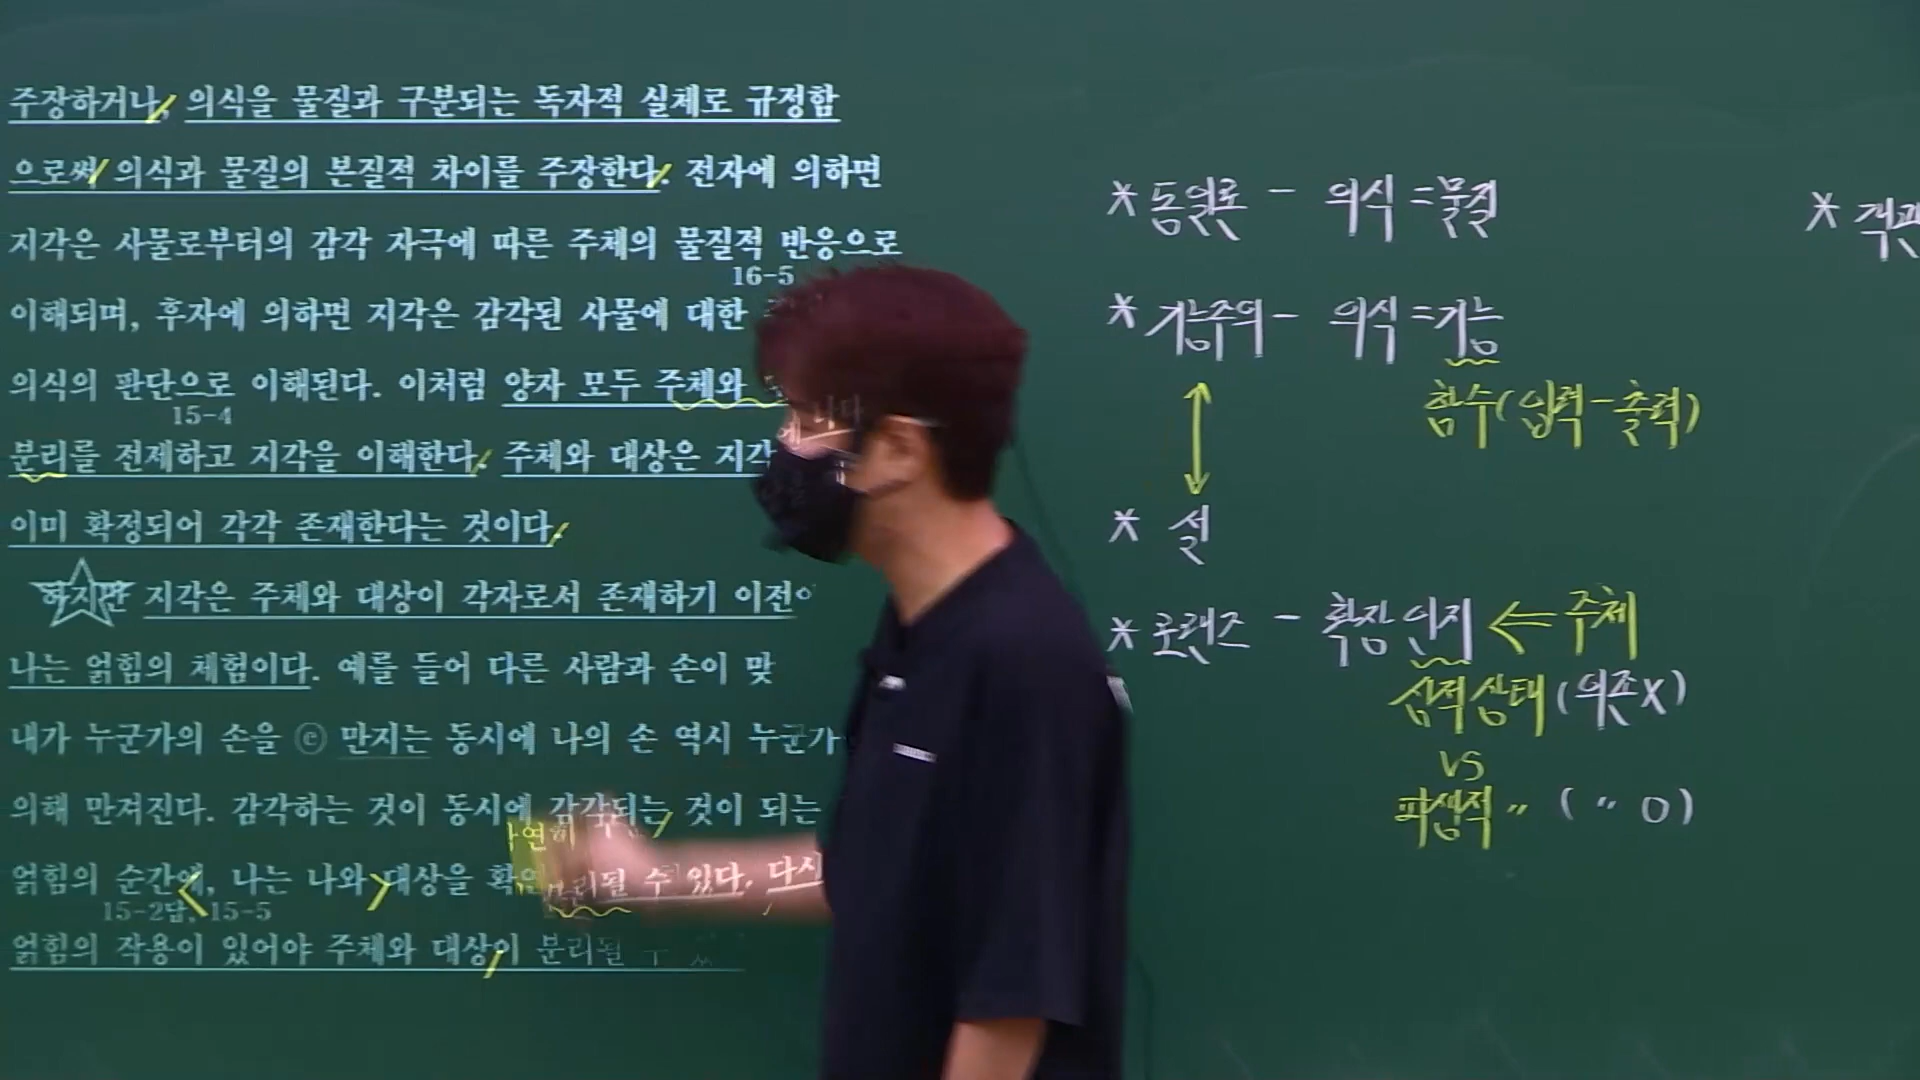 주장하거나, 의식을 물질과 구분되는 독자적 실체로 규정함
으로써 의식과 물질의 본질적 차이를 주장한다. 전자에 의하면
지각은 사물로부터의 감각 자극에 따른 주체의 물질적 반응으로
16-5
이해되며, 후자에 의하면 지각은 감각된 사물에 대한
의식의 판단으로 이해된다. 이처럼 양자 모두 주체와
15-4
분리를 전제하고 지각을 이해한다. 주체와 대상은 지각
이미 확정되어 각각 존재한다는 것이다.
하지만 지각은 주체와 대상이 각자로서 존재하기 이전에
나는 얽힘의 체험이다. 예를 들어 다른 사람과 손이 맞
내가 누군가의 손을 ⓔ 만지는 동시에 나의 손 역시 누군가
의해 만져진다. 감각하는 것이 동시에 감각되는 것이 되는
얽힘의 순간에, 나는 나와 대상을 확연
분리될 수 있다. 다시
15-2답, 15-5
얽힘의 작용이 있어야 주체와 대상이 분리될 수
* 동일론 - 의식 = 물질
* 기능주의 - 의식 = 기능
함수(입력-출력)
* 설
* 로랜즈 - 확장 인지 ⇐ 주체
심적 상태 (의존X)
vs
파생적 〃 ( 〃 O)
* 객관